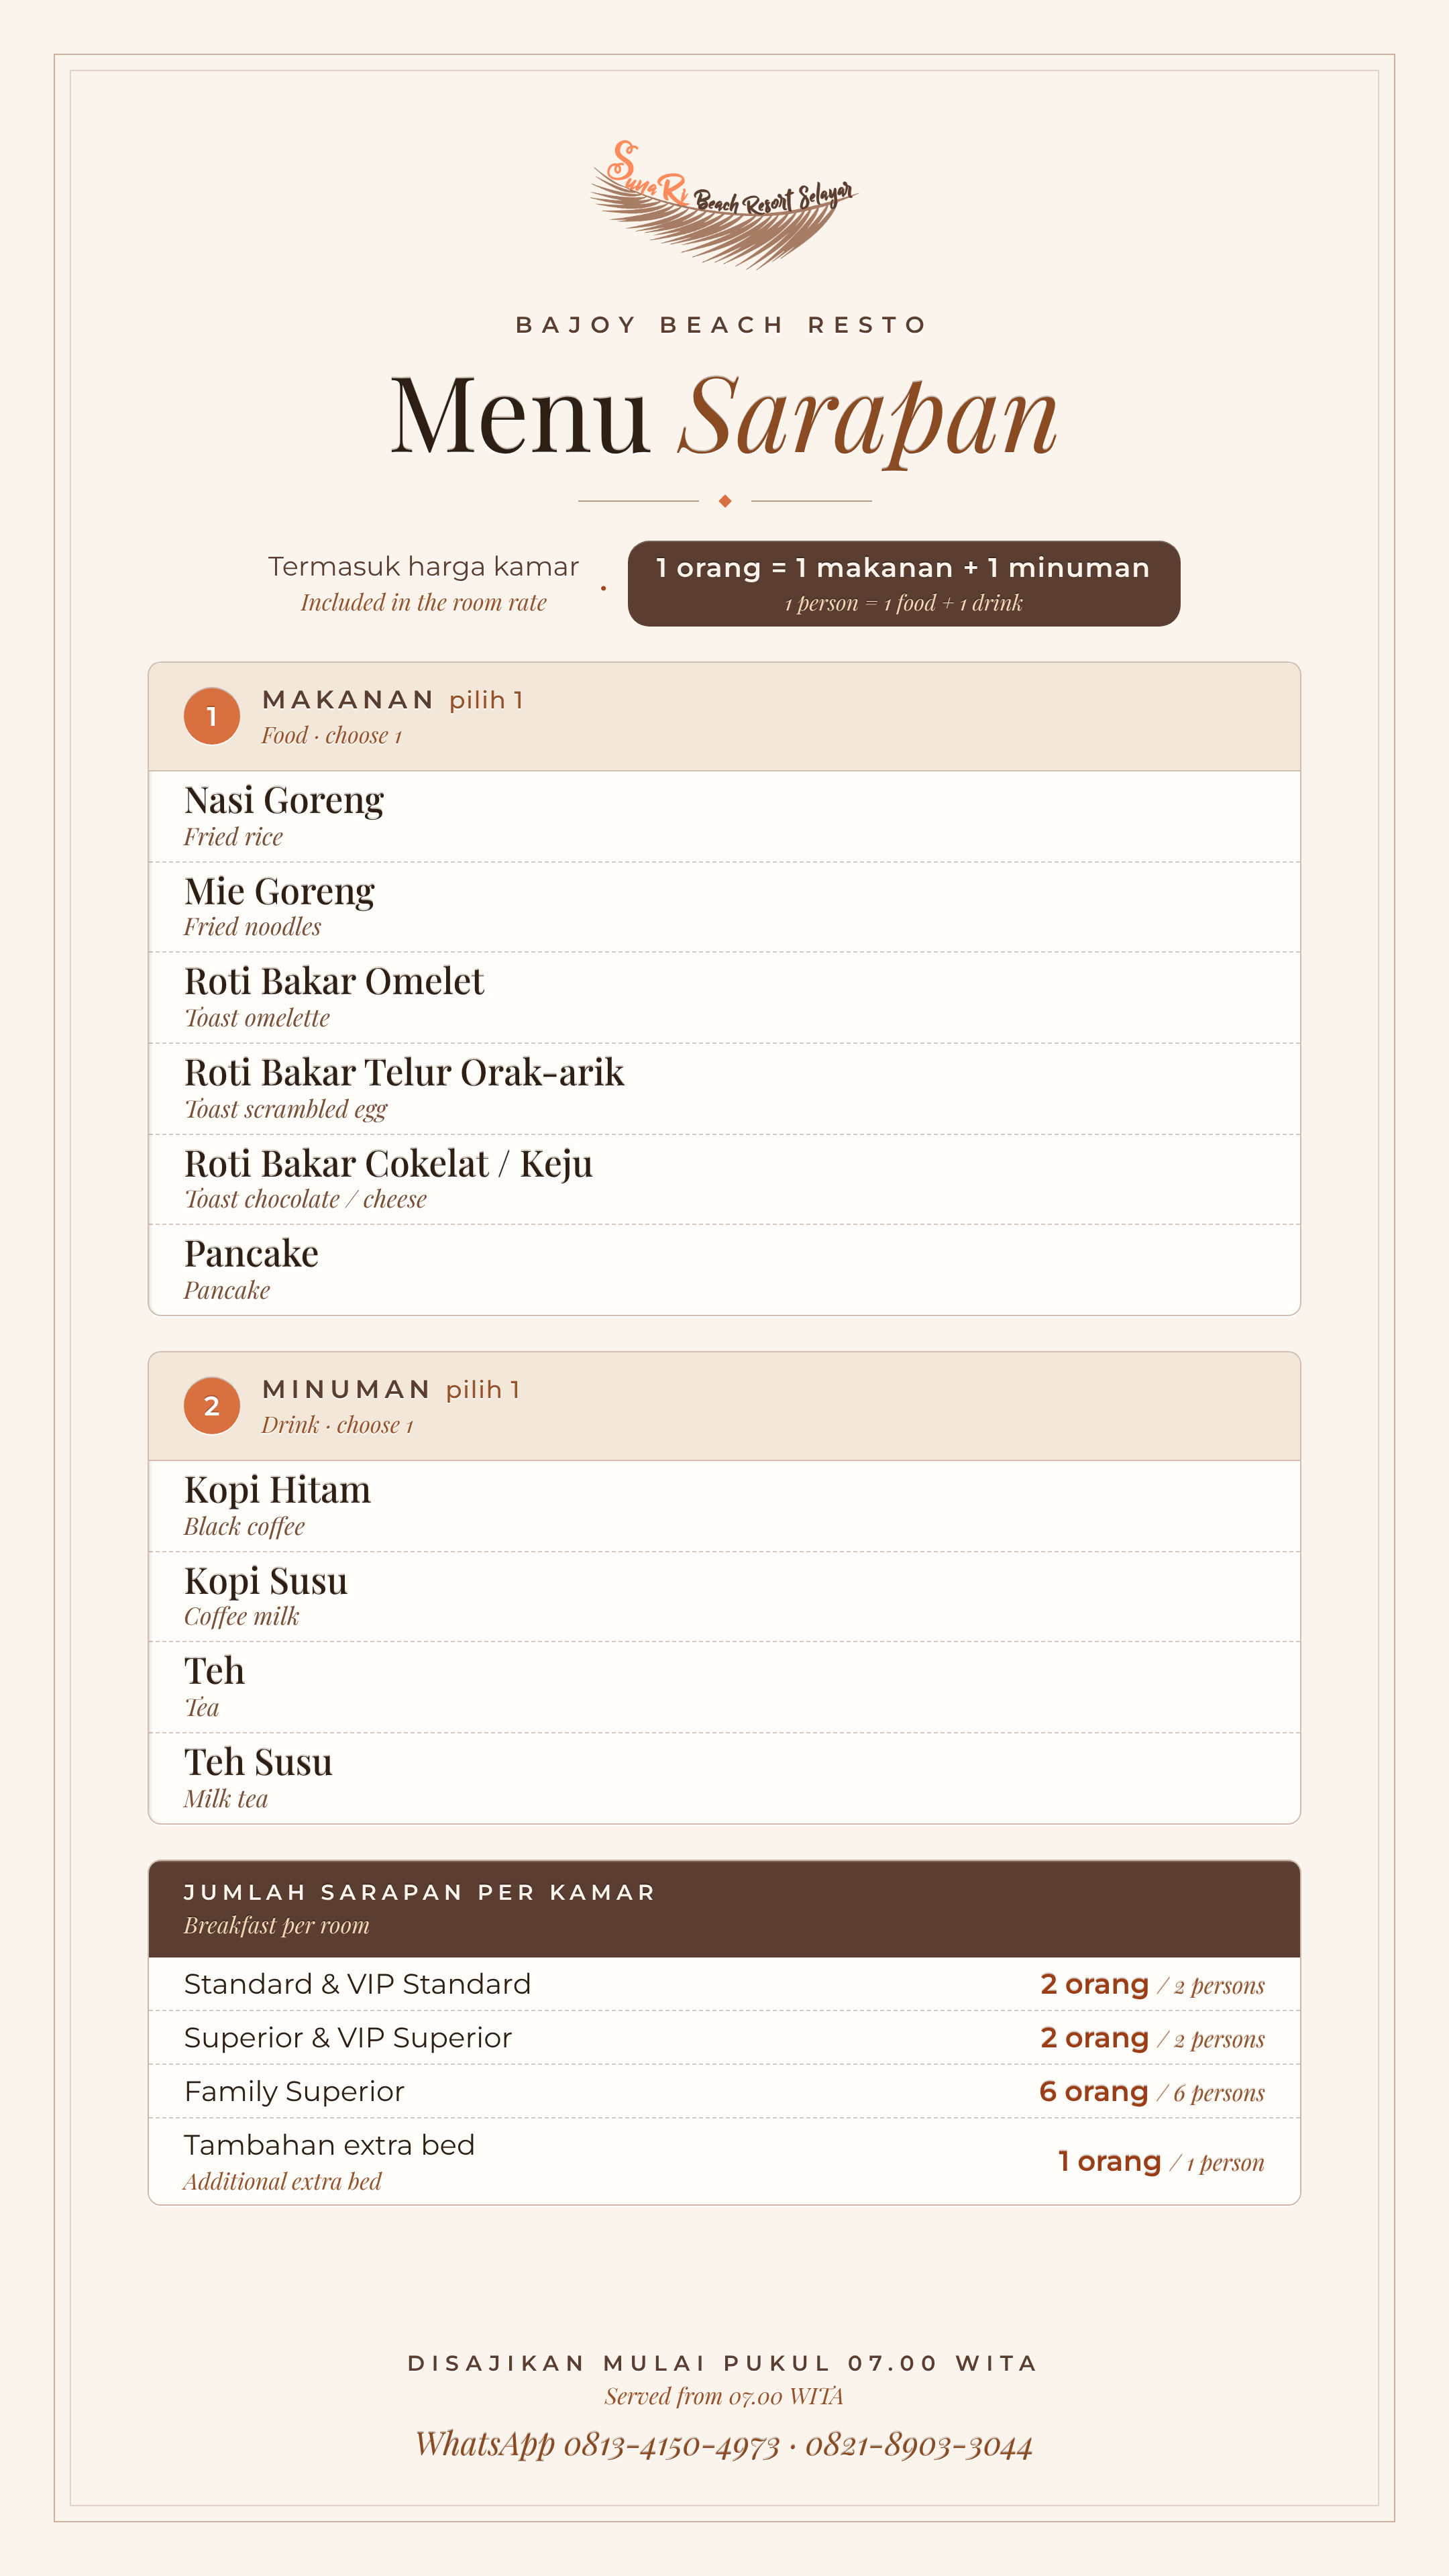 SunaRi Beach Resort Selayar
BAJOY BEACH RESTO
Menu Sarapan
Termasuk harga kamar
Included in the room rate
·
1 orang = 1 makanan + 1 minuman
1 person = 1 food + 1 drink
1
MAKANAN pilih 1
Food · choose 1
Nasi Goreng
Fried rice
Mie Goreng
Fried noodles
Roti Bakar Omelet
Toast omelette
Roti Bakar Telur Orak-arik
Toast scrambled egg
Roti Bakar Cokelat / Keju
Toast chocolate / cheese
Pancake
Pancake
2
MINUMAN pilih 1
Drink · choose 1
Kopi Hitam
Black coffee
Kopi Susu
Coffee milk
Teh
Tea
Teh Susu
Milk tea
JUMLAH SARAPAN PER KAMAR
Breakfast per room
Standard & VIP Standard 2 orang / 2 persons
Superior & VIP Superior 2 orang / 2 persons
Family Superior 6 orang / 6 persons
Tambahan extra bed
Additional extra bed
1 orang / 1 person
DISAJIKAN MULAI PUKUL 07.00 WITA
Served from 07.00 WITA
WhatsApp 0813-4150-4973 · 0821-8903-3044